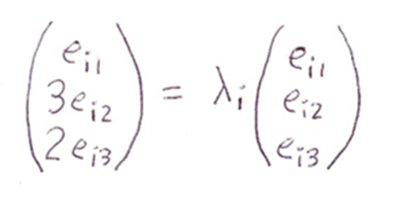 (e_{i1} 3e_{i2} 2e_{i3}) = λ_i (e_{i1} e_{i2} e_{i3})